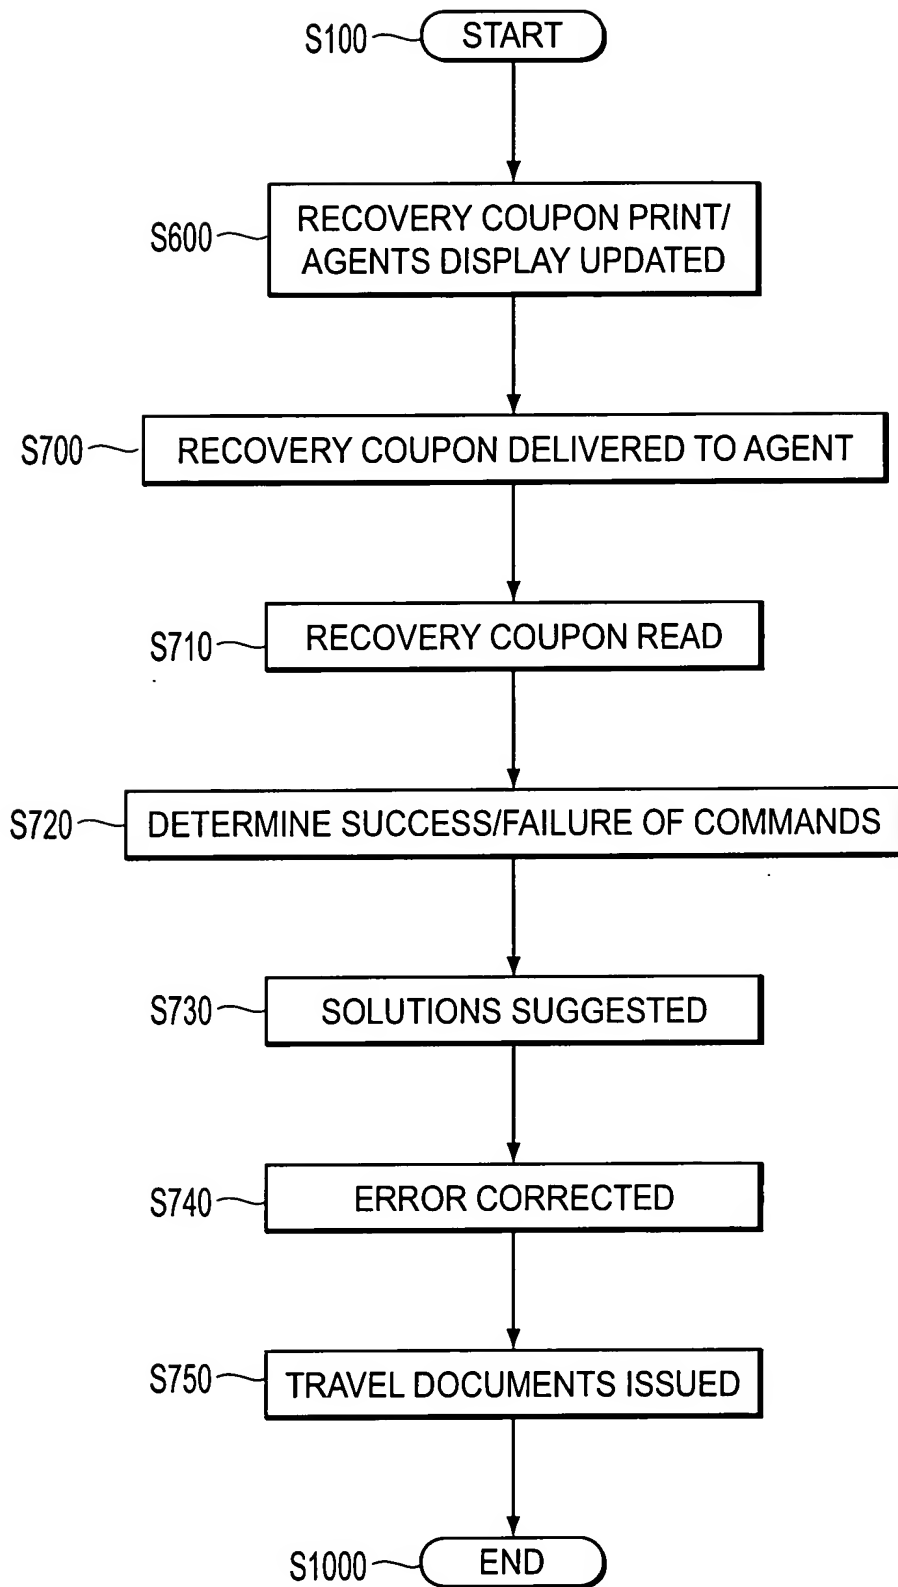 S100 START
S600 RECOVERY COUPON PRINT/
AGENTS DISPLAY UPDATED
S700 RECOVERY COUPON DELIVERED TO AGENT
S710 RECOVERY COUPON READ
S720 DETERMINE SUCCESS/FAILURE OF COMMANDS
S730 SOLUTIONS SUGGESTED
S740 ERROR CORRECTED
S750 TRAVEL DOCUMENTS ISSUED
S1000 END